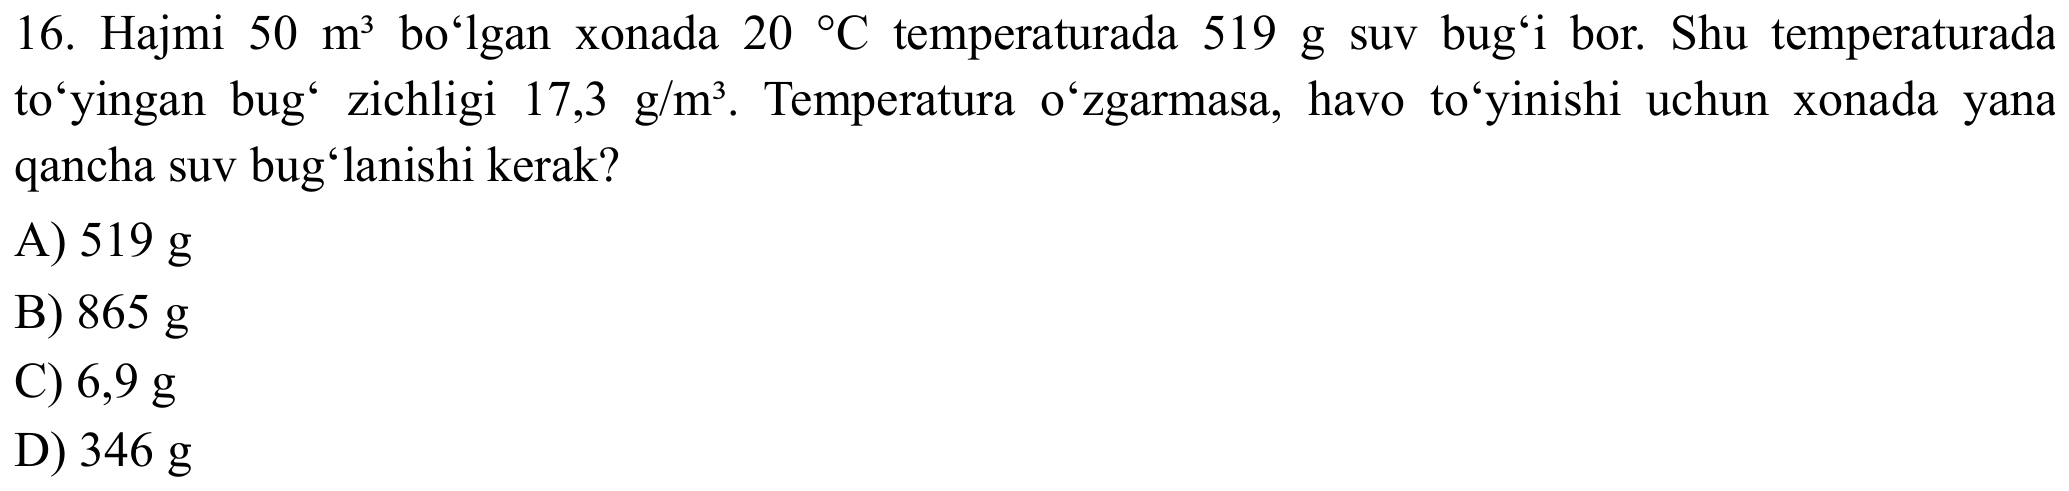 16. Hajmi 50 m³ bo‘lgan xonada 20 °C temperaturada 519 g suv bug‘i bor. Shu temperaturada
to‘yingan bug‘ zichligi 17,3 g/m³. Temperatura o‘zgarmasa, havo to‘yinishi uchun xonada yana
qancha suv bug‘lanishi kerak?
A) 519 g
B) 865 g
C) 6,9 g
D) 346 g